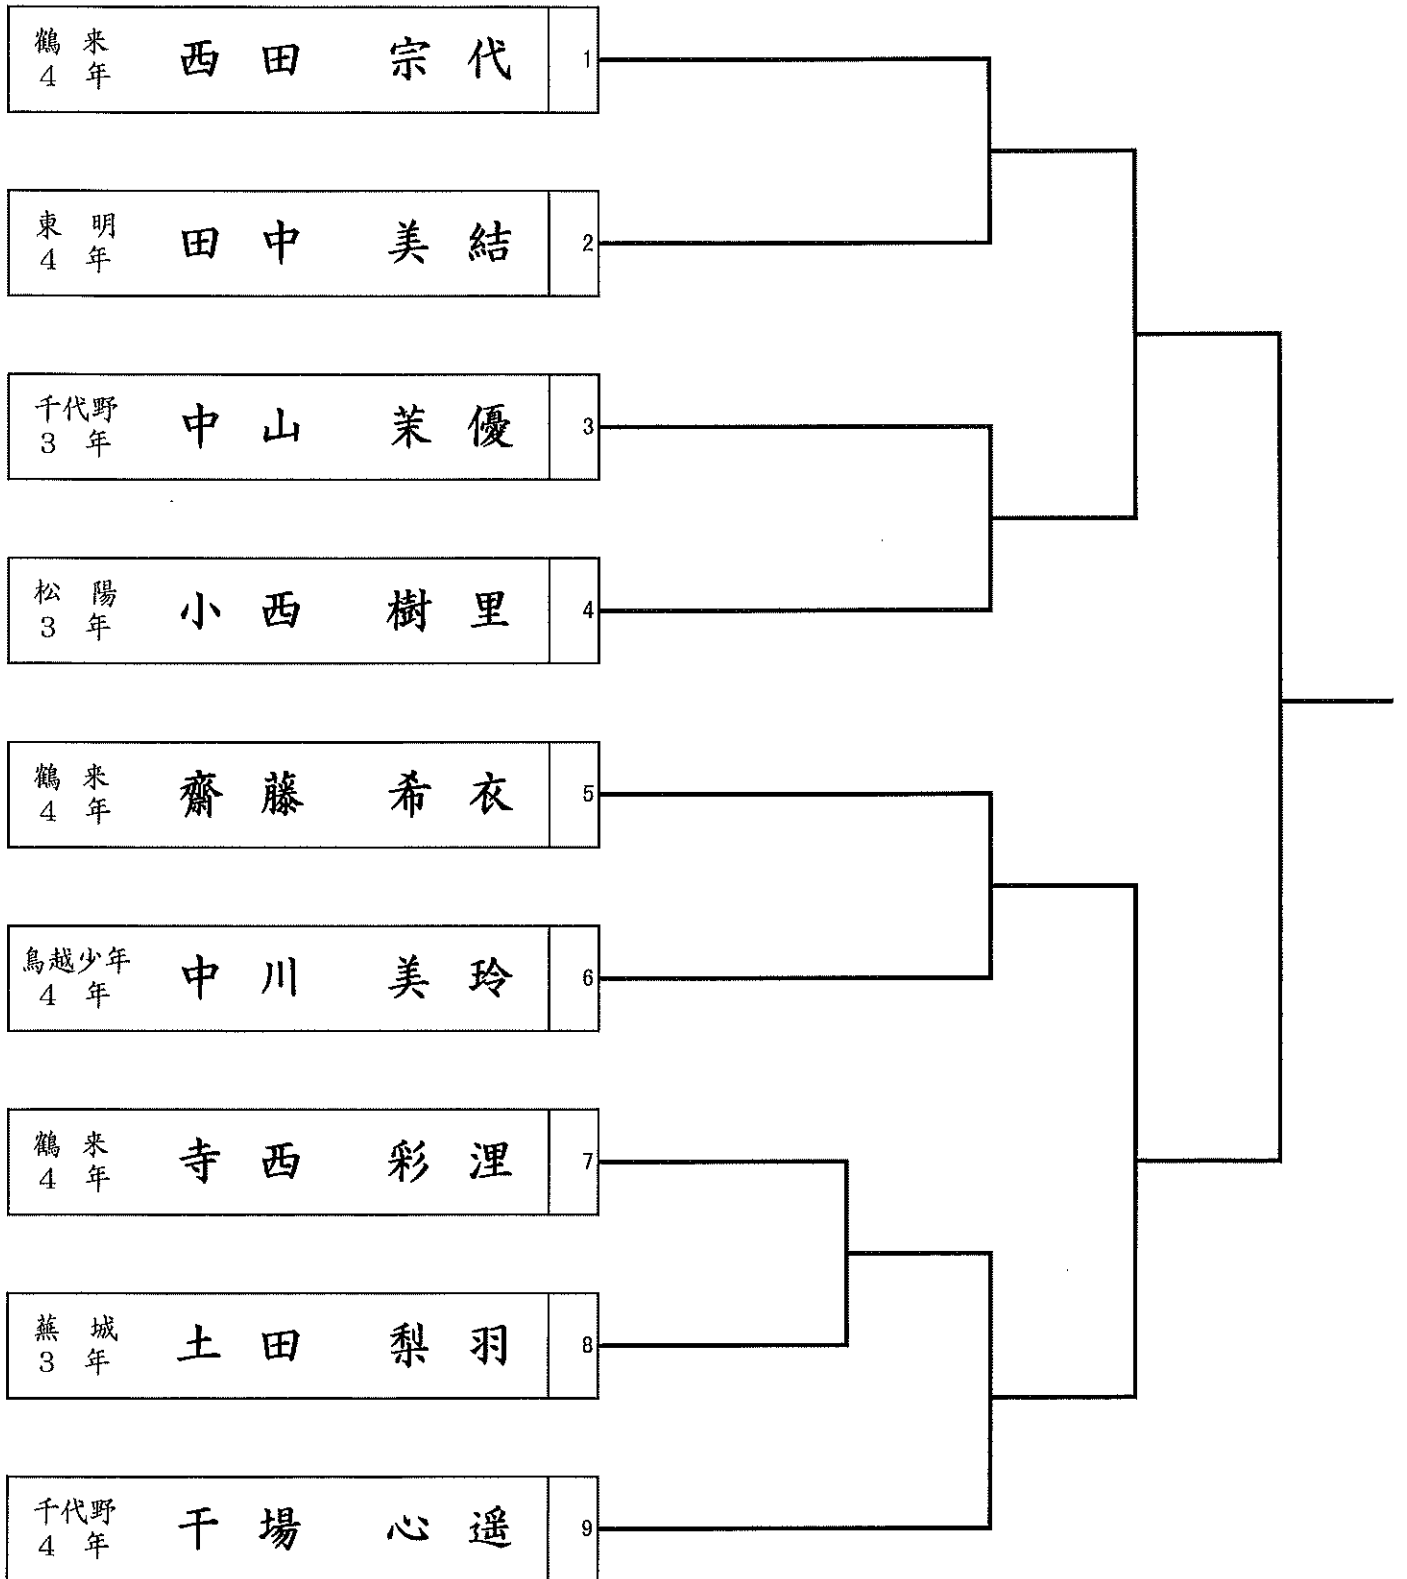 鶴来
4年
西田 宗代
1
東明
4年
田中 美結
2
千代野
3年
中山 茉優
3
松陽
3年
小西 樹里
4
鶴来
4年
齋藤 希衣
5
鳥越少年
4年
中川 美玲
6
鶴来
4年
寺西 彩浬
7
蕪城
3年
土田 梨羽
8
千代野
4年
干場 心遥
9